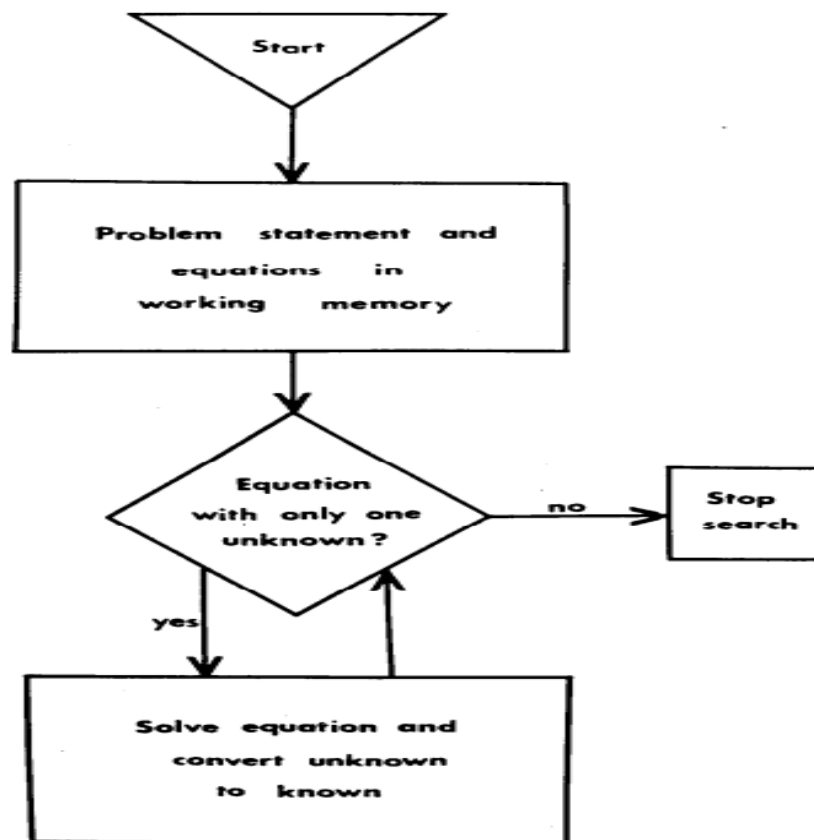 Start
Problem statement and
equations in
working memory
Equation
with only one
unknown?
no
Stop
search
yes
Solve equation and
convert unknown
to known